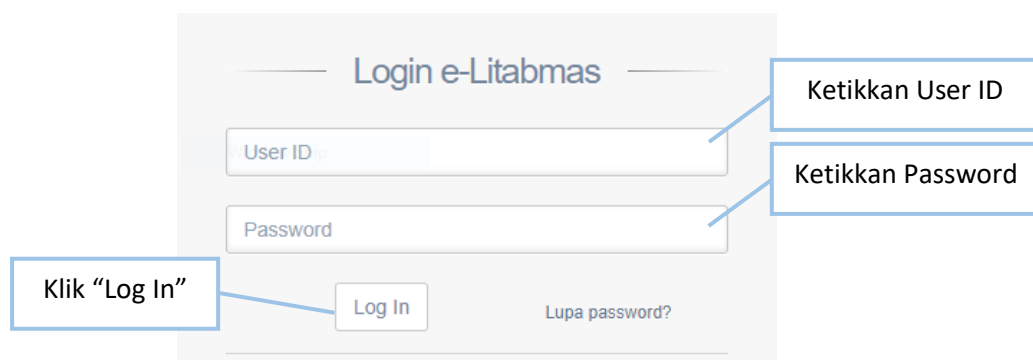 Login e-Litabmas
Ketikkan User ID
User ID
Ketikkan Password
Password
Klik “Log In”
Log In
Lupa password?